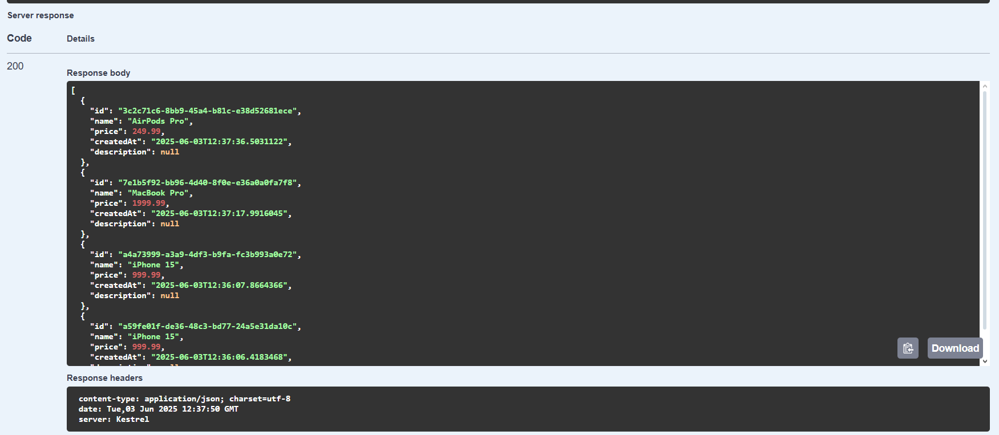 Server response
Code Details
200
Response body
[
  {
    "id": "3c2c71c6-8bb9-45a4-b81c-e38d52681ece",
    "name": "AirPods Pro",
    "price": 249.99,
    "createdAt": "2025-06-03T12:37:36.5031122",
    "description": null
  },
  {
    "id": "7e1b5f92-bb96-4d40-8f0e-e36a0a0fa7f8",
    "name": "MacBook Pro",
    "price": 1999.99,
    "createdAt": "2025-06-03T12:37:17.9916045",
    "description": null
  },
  {
    "id": "a4a73999-a3a9-4df3-b9fa-fc3b993a0e72",
    "name": "iPhone 15",
    "price": 999.99,
    "createdAt": "2025-06-03T12:36:07.8664366",
    "description": null
  },
  {
    "id": "a59fe01f-de36-48c3-bd77-24a5e31da10c",
    "name": "iPhone 15",
    "price": 999.99,
    "createdAt": "2025-06-03T12:36:06.4183468",
Download
Response headers
content-type: application/json; charset=utf-8
date: Tue,03 Jun 2025 12:37:50 GMT
server: Kestrel